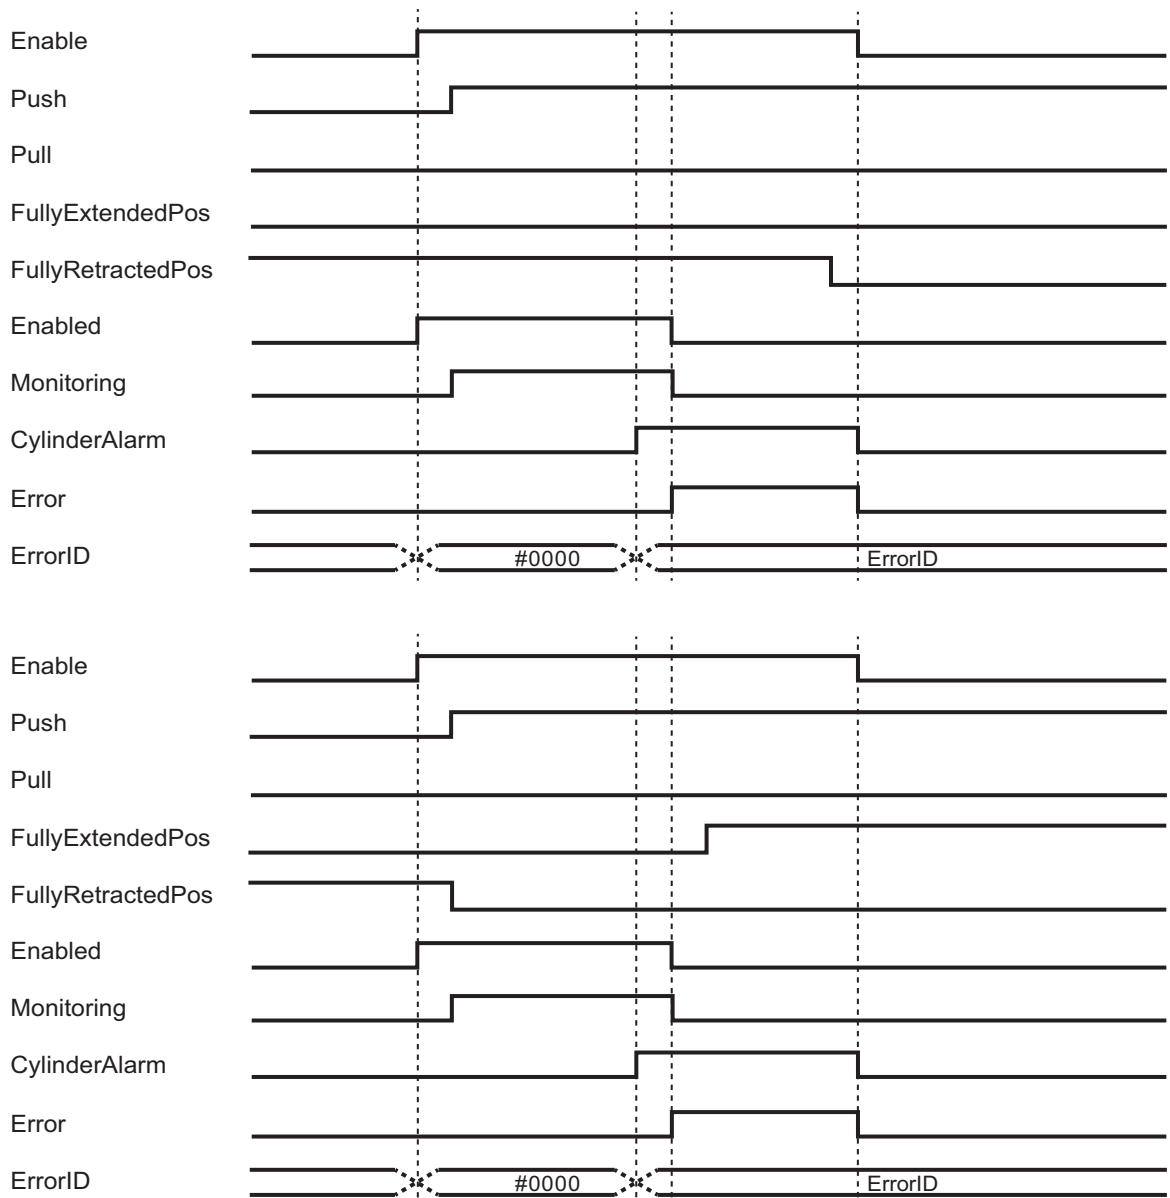 Enable
Push
Pull
FullyExtendedPos
FullyRetractedPos
Enabled
Monitoring
CylinderAlarm
Error
ErrorID #0000 ErrorID
Enable
Push
Pull
FullyExtendedPos
FullyRetractedPos
Enabled
Monitoring
CylinderAlarm
Error
ErrorID #0000 ErrorID